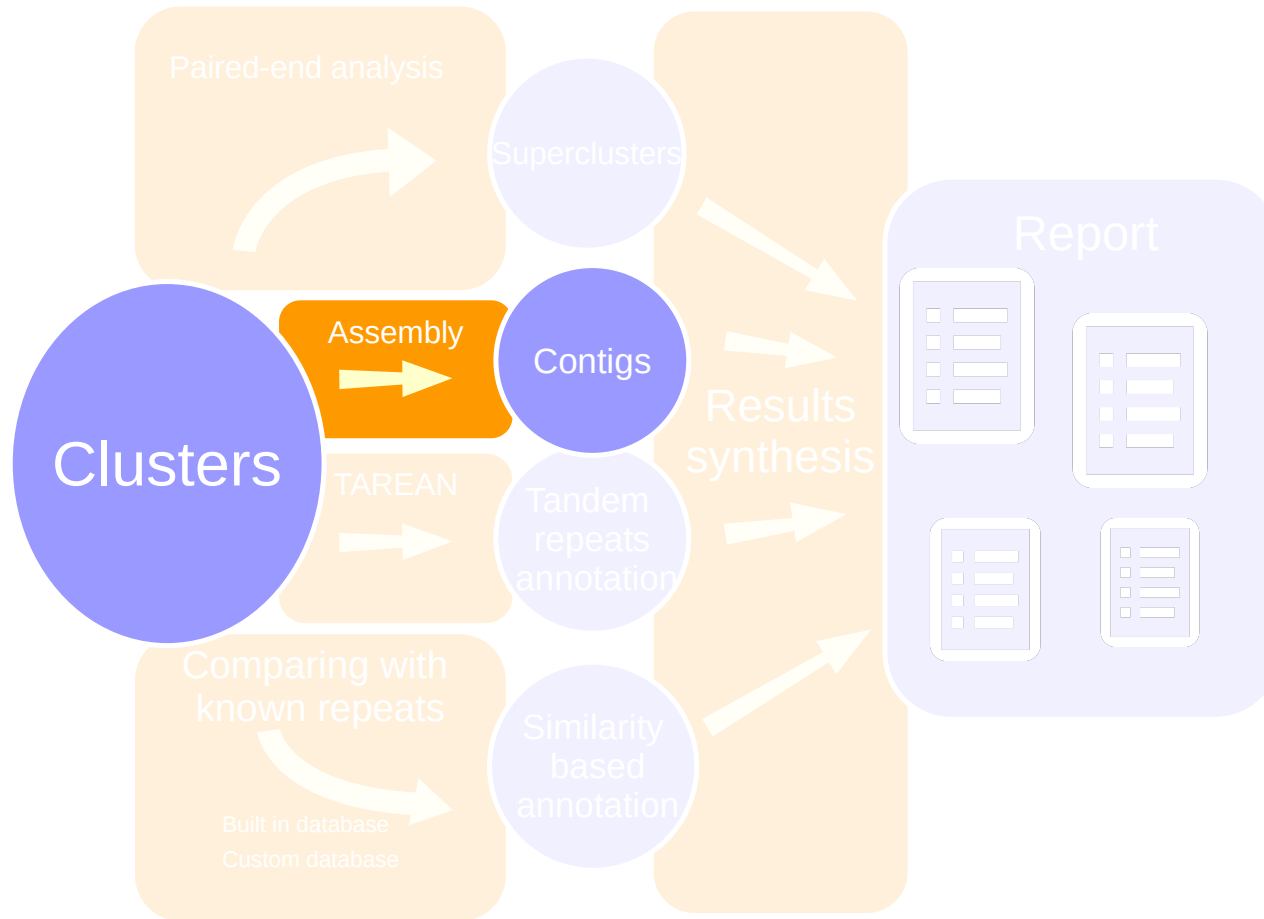 Paired-end analysis
Superclusters
Report
Assembly
Contigs
Clusters
Results
synthesis
TAREAN
Tandem
repeats
annotation
Comparing with
known repeats
Similarity
based
annotation
Built in database
Custom database